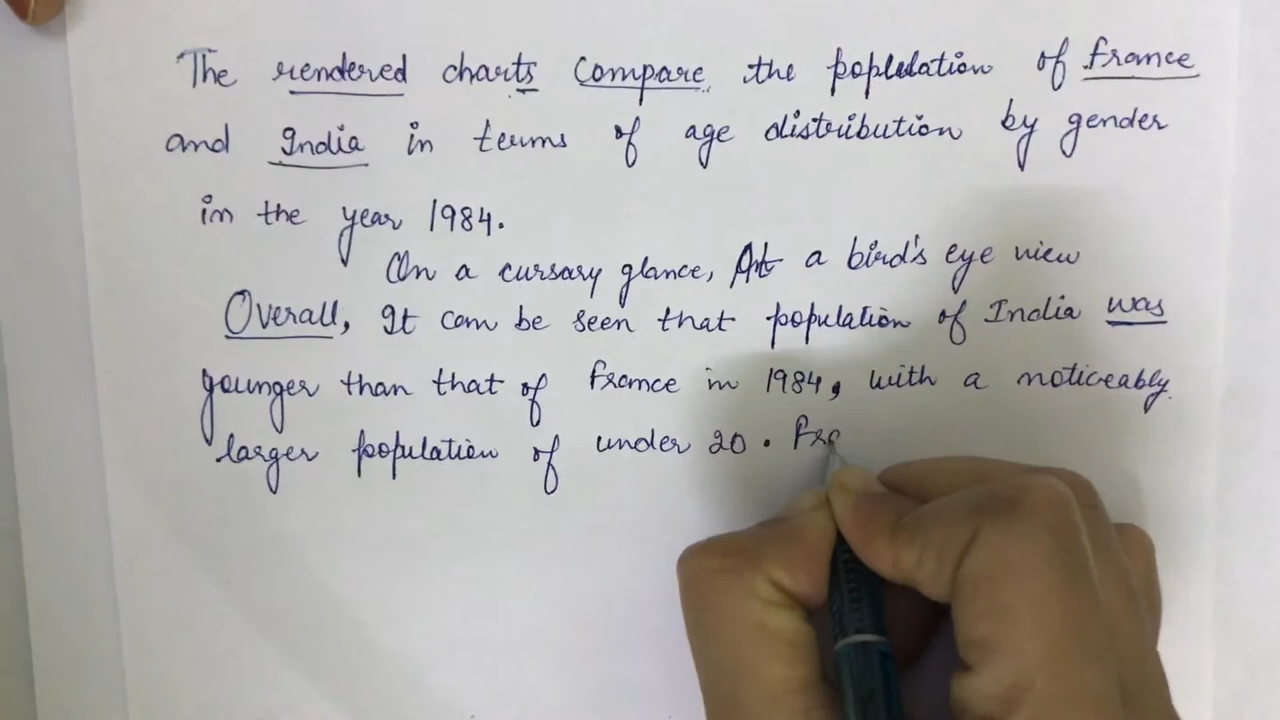 The rendered charts Compare the poplulation of france
and India in terms of age distribution by gender
in the year 1984.
On a cursary glance, At a bird's eye view
Overall, It can be seen that population of India was
younger than that of france in 1984, with a noticeably
larger population of under 20. Fra